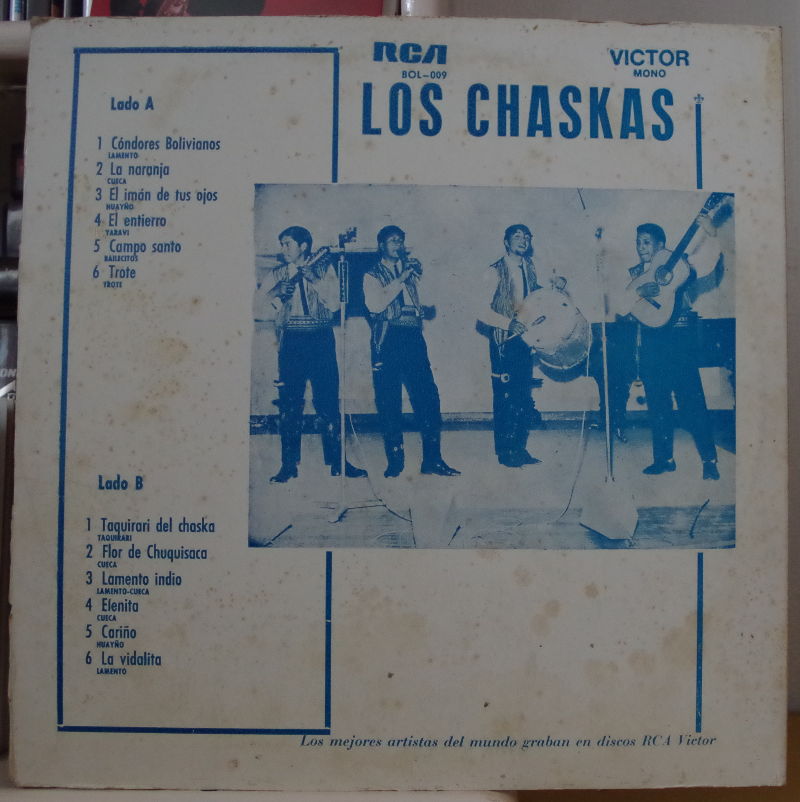 RCA
VICTOR
BOL-009
MONO
LOS CHASKAS
Lado A
1 Cóndores Bolivianos
LAMENTO
2 La naranja
CUECA
3 El imán de tus ojos
HUAYÑO
4 El entierro
YARAVI
5 Campo santo
BAILECITOS
6 Trote
TROTE
Lado B
1 Taquirari del chaska
TAQUIRARI
2 Flor de Chuquisaca
CUECA
3 Lamento indio
LAMENTO-CUECA
4 Elenita
CUECA
5 Cariño
HUAYÑO
6 La vidalita
LAMENTO
Los mejores artistas del mundo graban en discos RCA Victor